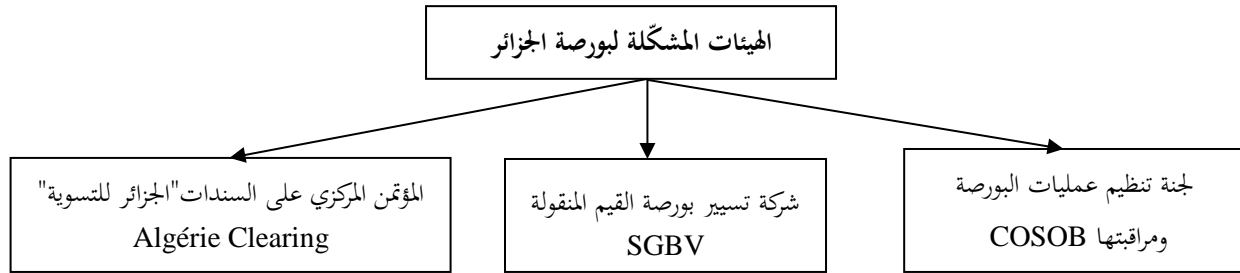 الهيئات المشكّلة لبورصة الجزائر
لجنة تنظيم عمليات البورصة
ومراقبتها COSOB
شركة تسيير بورصة القيم المنقولة
SGBV
المؤتمن المركزي على السندات"الجزائر للتسوية"
Algérie Clearing